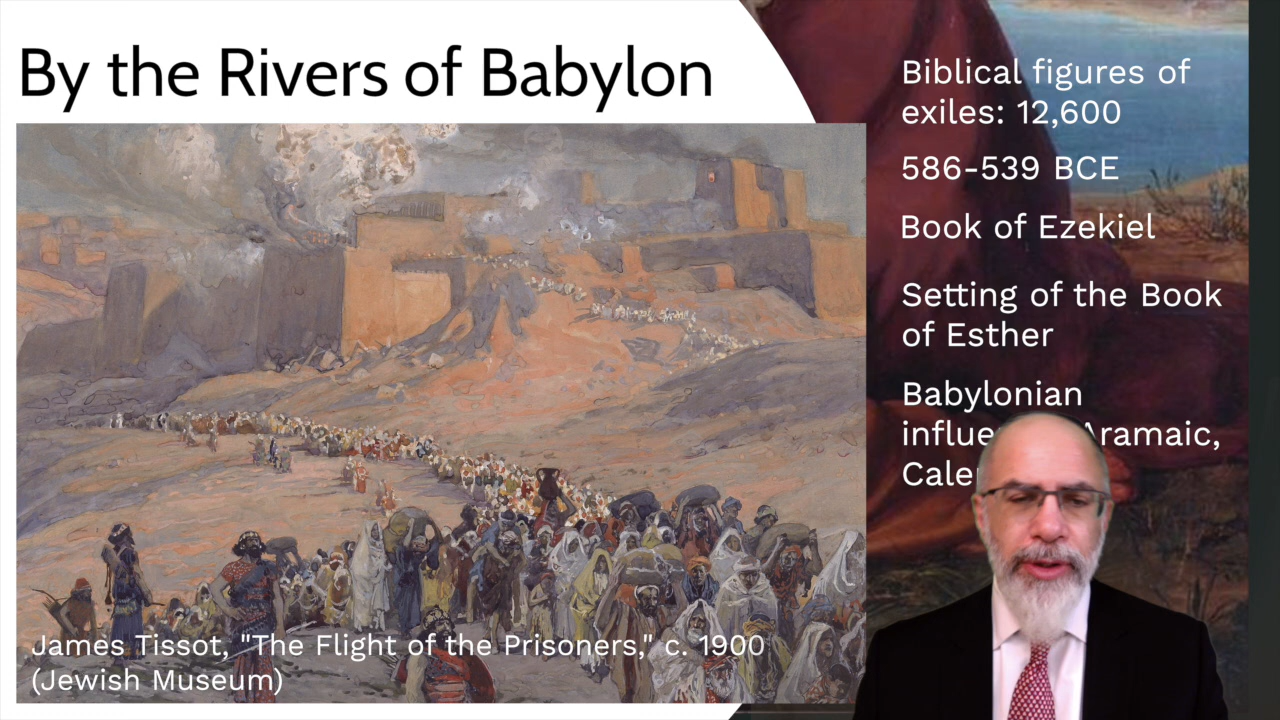 By the Rivers of Babylon
Biblical figures of
exiles: 12,600
586-539 BCE
Book of Ezekiel
Setting of the Book
of Esther
Babylonian
Aramaic,
James Tissot, "The Flight of the Prisoners," c. 1900
(Jewish Museum)